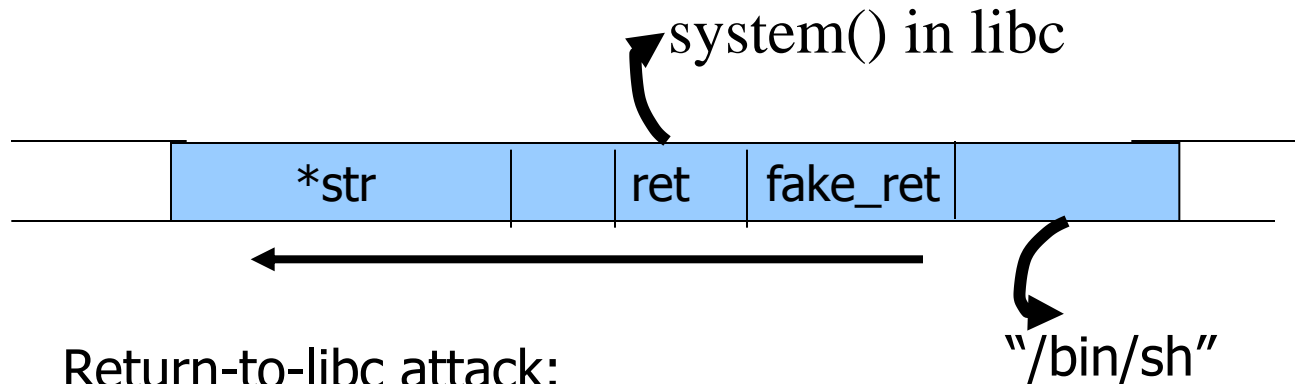 system() in libc
*str ret fake_ret
"/bin/sh"
Return-to-libc attack: